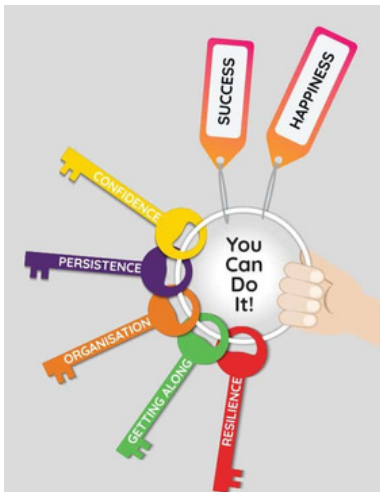 SUCCESS
HAPPINESS
CONFIDENCE
PERSISTENCE
ORGANISATION
GETTING ALONG
RESILIENCE
You
Can
Do
It!